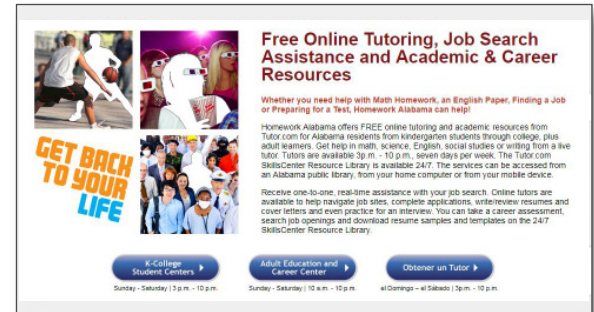 Free Online Tutoring, Job Search
Assistance and Academic & Career
Resources
Whether you need help with Math Homework, an English Paper, Finding a Job
or Preparing for a Test, Homework Alabama can help!
Homework Alabama offers FREE online tutoring and academic resources from
Tutor.com for Alabama residents from kindergarten students through college, plus
adult learners. Get help in math, science, English, social studies or writing from a live
tutor. Tutors are available 3p.m. - 10 p.m., seven days per week. The Tutor.com
SkillsCenter Resource Library is available 24/7. The services can be accessed from
an Alabama public library, from your home computer or from your mobile device.
Receive one-to-one, real-time assistance with your job search. Online tutors are
available to help navigate job sites, complete applications, write/review resumes and
cover letters and even practice for an interview. You can take a career assessment,
search job openings and download resume samples and templates on the 24/7
SkillsCenter Resource Library.
GET BACK
TO YOUR
LIFE
K-College
Student Centers
Sunday - Saturday | 3 p.m. - 10 p.m.
Adult Education and
Career Center
Sunday - Saturday | 10 a.m. - 10 p.m.
Obtener un Tutor
el Domingo – el Sábado | 3p.m. - 10 p.m.